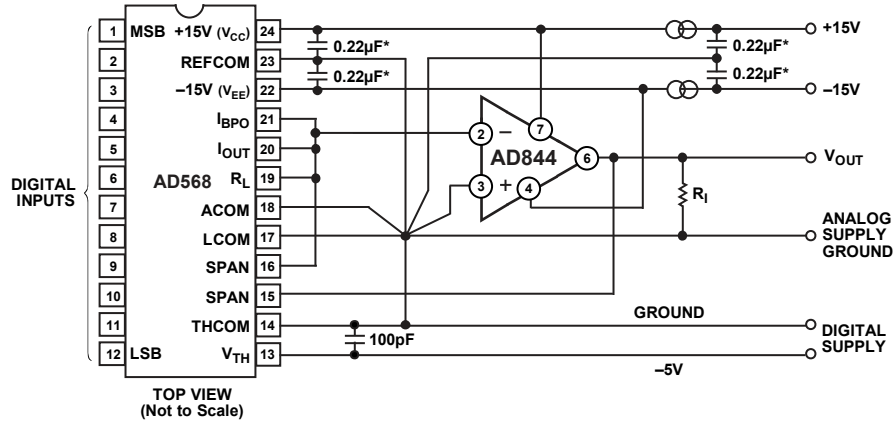 1 MSB +15V (VCC) 24
2 REFCOM 23
3 –15V (VEE) 22
4 IBPO 21
5 IOUT 20
6 RL 19
7 ACOM 18
8 LCOM 17
9 SPAN 16
10 SPAN 15
11 THCOM 14
12 LSB VTH 13
AD568
DIGITAL
INPUTS
TOP VIEW
(Not to Scale)
0.22µF*
0.22µF*
0.22µF*
0.22µF*
+15V
–15V
2 –
3 +
7
4
6
AD844
VOUT
RI
ANALOG
SUPPLY
GROUND
100pF
GROUND
–5V
DIGITAL
SUPPLY